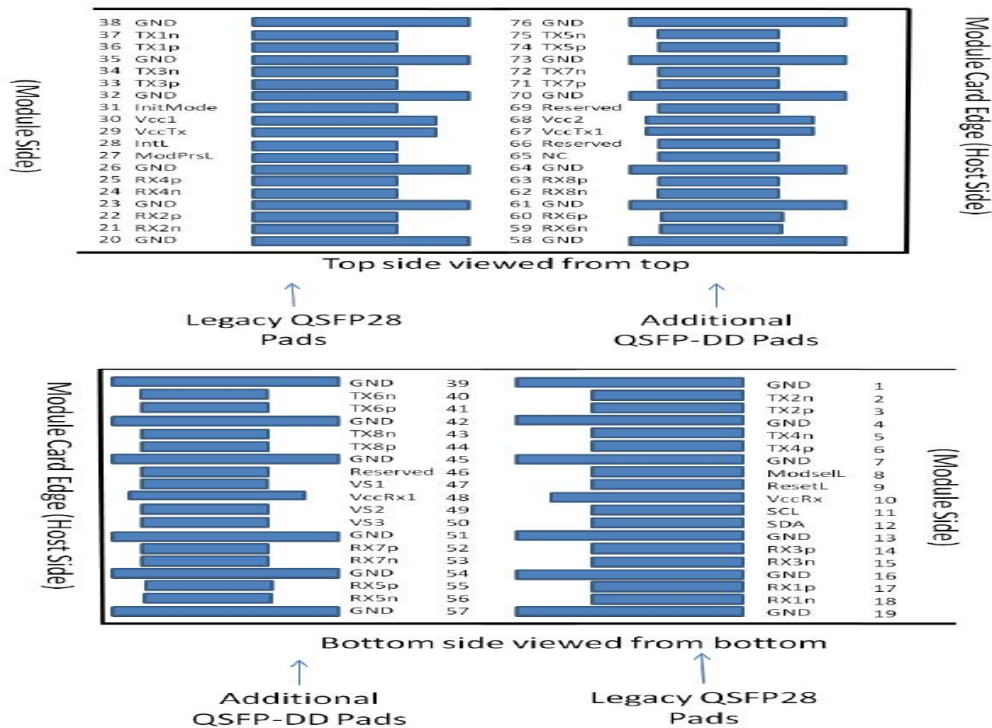 (Module Side)
38 GND
37 TX1n
36 TX1p
35 GND
34 TX3n
33 TX3p
32 GND
31 InitMode
30 Vcc1
29 VccTx
28 IntL
27 ModPrsL
26 GND
25 RX4p
24 RX4n
23 GND
22 RX2p
21 RX2n
20 GND
76 GND
75 TX5n
74 TX5p
73 GND
72 TX7n
71 TX7p
70 GND
69 Reserved
68 Vcc2
67 VccTx1
66 Reserved
65 NC
64 GND
63 RX8p
62 RX8n
61 GND
60 RX6p
59 RX6n
58 GND
Module Card Edge (Host Side)
Top side viewed from top
Legacy QSFP28
Pads
Additional
QSFP-DD Pads
Module Card Edge (Host Side)
GND 39
TX6n 40
TX6p 41
GND 42
TX8n 43
TX8p 44
GND 45
Reserved 46
VS1 47
VccRx1 48
VS2 49
VS3 50
GND 51
RX7p 52
RX7n 53
GND 54
RX5p 55
RX5n 56
GND 57
GND 1
TX2n 2
TX2p 3
GND 4
TX4n 5
TX4p 6
GND 7
ModselL 8
ResetL 9
VccRx 10
SCL 11
SDA 12
GND 13
RX3p 14
RX3n 15
GND 16
RX1p 17
RX1n 18
GND 19
(Module Side)
Bottom side viewed from bottom
Additional
QSFP-DD Pads
Legacy QSFP28
Pads